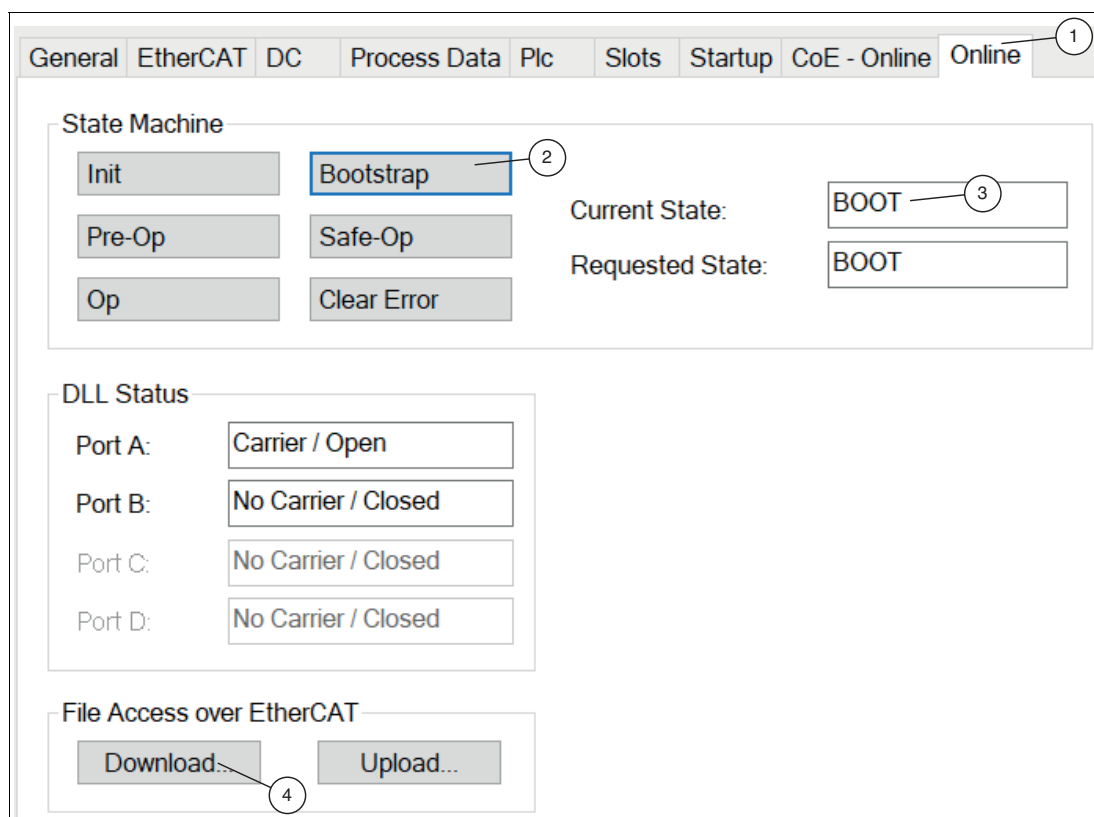 1
General EtherCAT DC Process Data Plc Slots Startup CoE - Online Online
State Machine
Init Bootstrap 2
Current State: BOOT 3
Pre-Op Safe-Op
Requested State: BOOT
Op Clear Error
DLL Status
Port A: Carrier / Open
Port B: No Carrier / Closed
Port C: No Carrier / Closed
Port D: No Carrier / Closed
File Access over EtherCAT
Download... Upload...
4